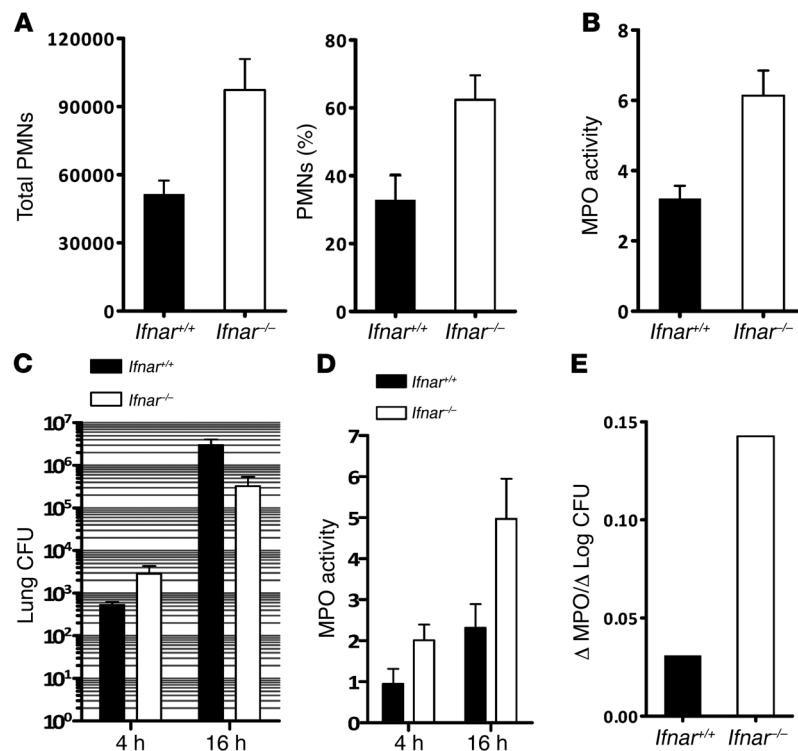 A
Total PMNs
120000
90000
60000
30000
0
Ifnar+/+
Ifnar–/–
PMNs (%)
80
60
40
20
0
Ifnar+/+
Ifnar–/–
B
MPO activity
8
6
4
2
0
Ifnar+/+
Ifnar–/–
C
Ifnar+/+
Ifnar–/–
Lung CFU
10⁷
10⁶
10⁵
10⁴
10³
10²
10¹
10⁰
4 h
16 h
D
Ifnar+/+
Ifnar–/–
MPO activity
7
6
5
4
3
2
1
0
4 h
16 h
E
Δ MPO/Δ Log CFU
0.15
0.10
0.05
0.00
Ifnar+/+
Ifnar–/–